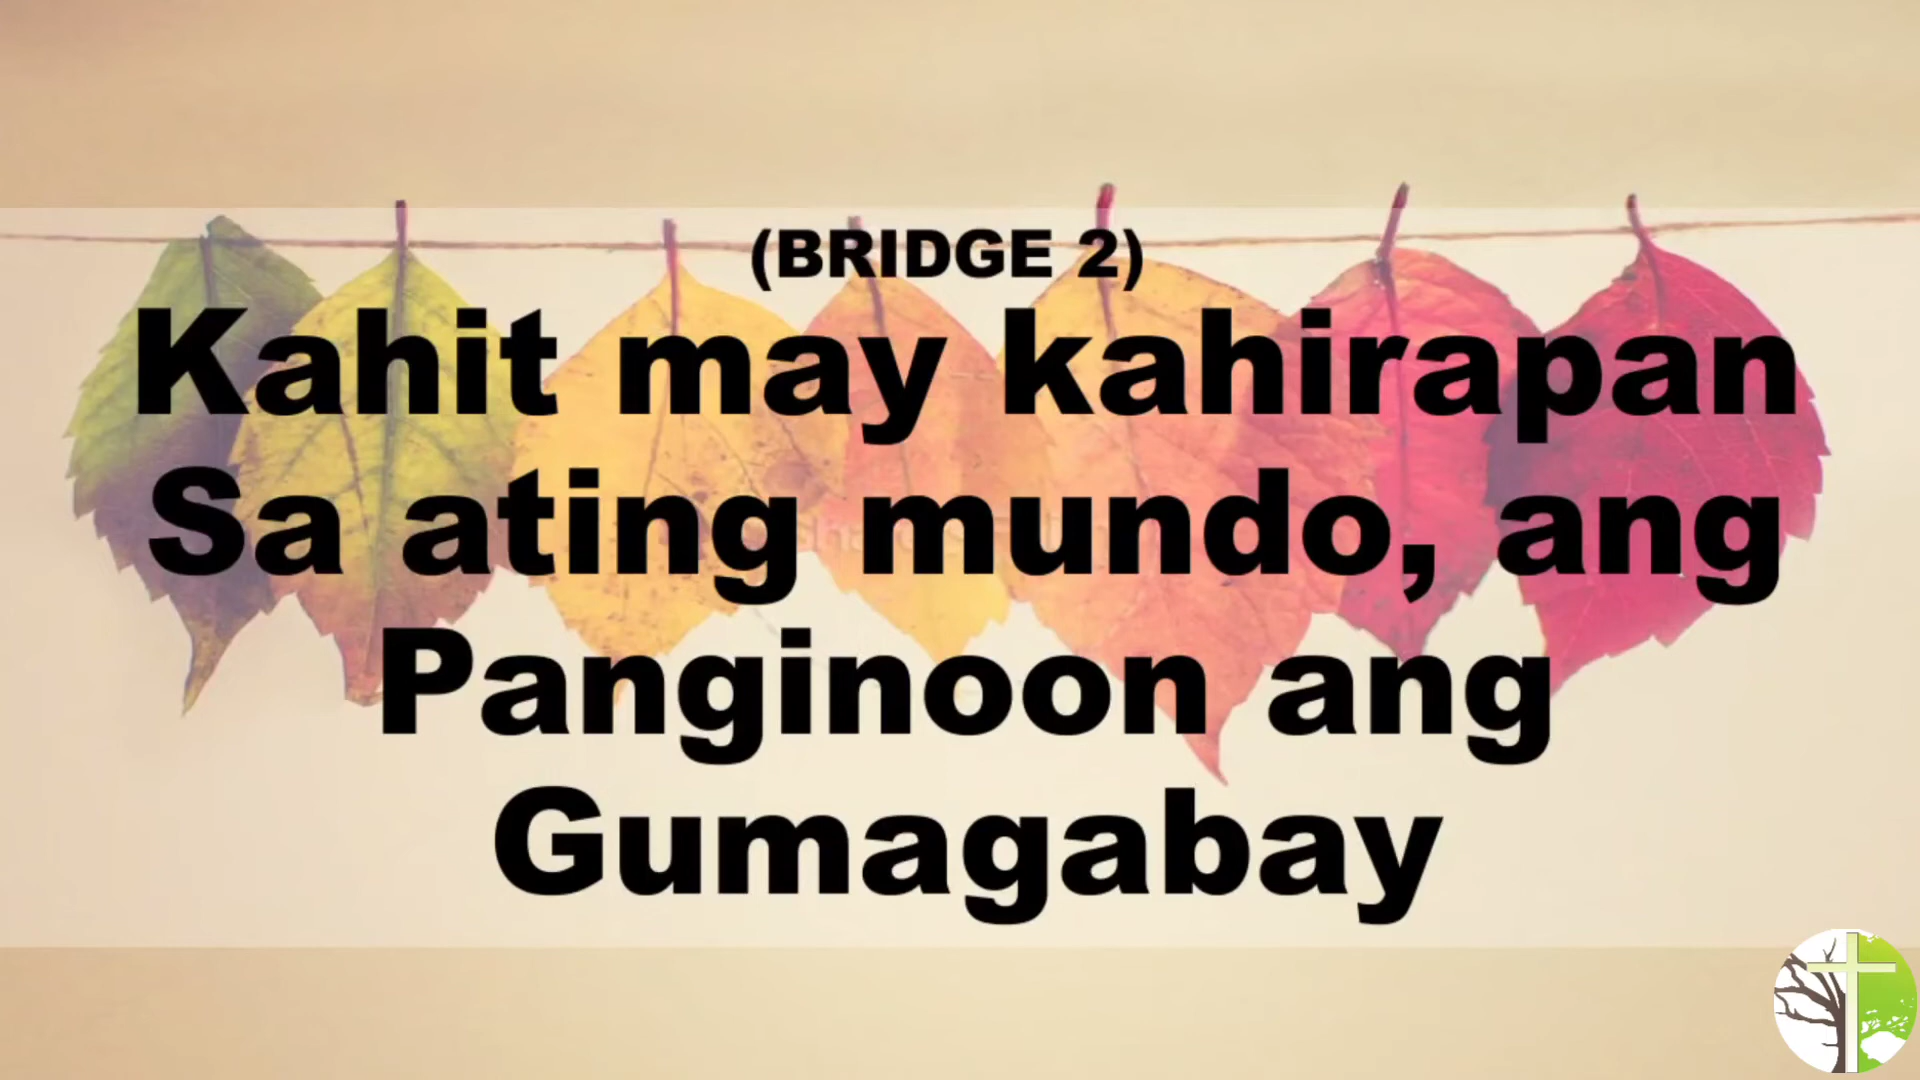 (BRIDGE 2)
Kahit may kahirapan
Sa ating mundo, ang
Panginoon ang
Gumagabay